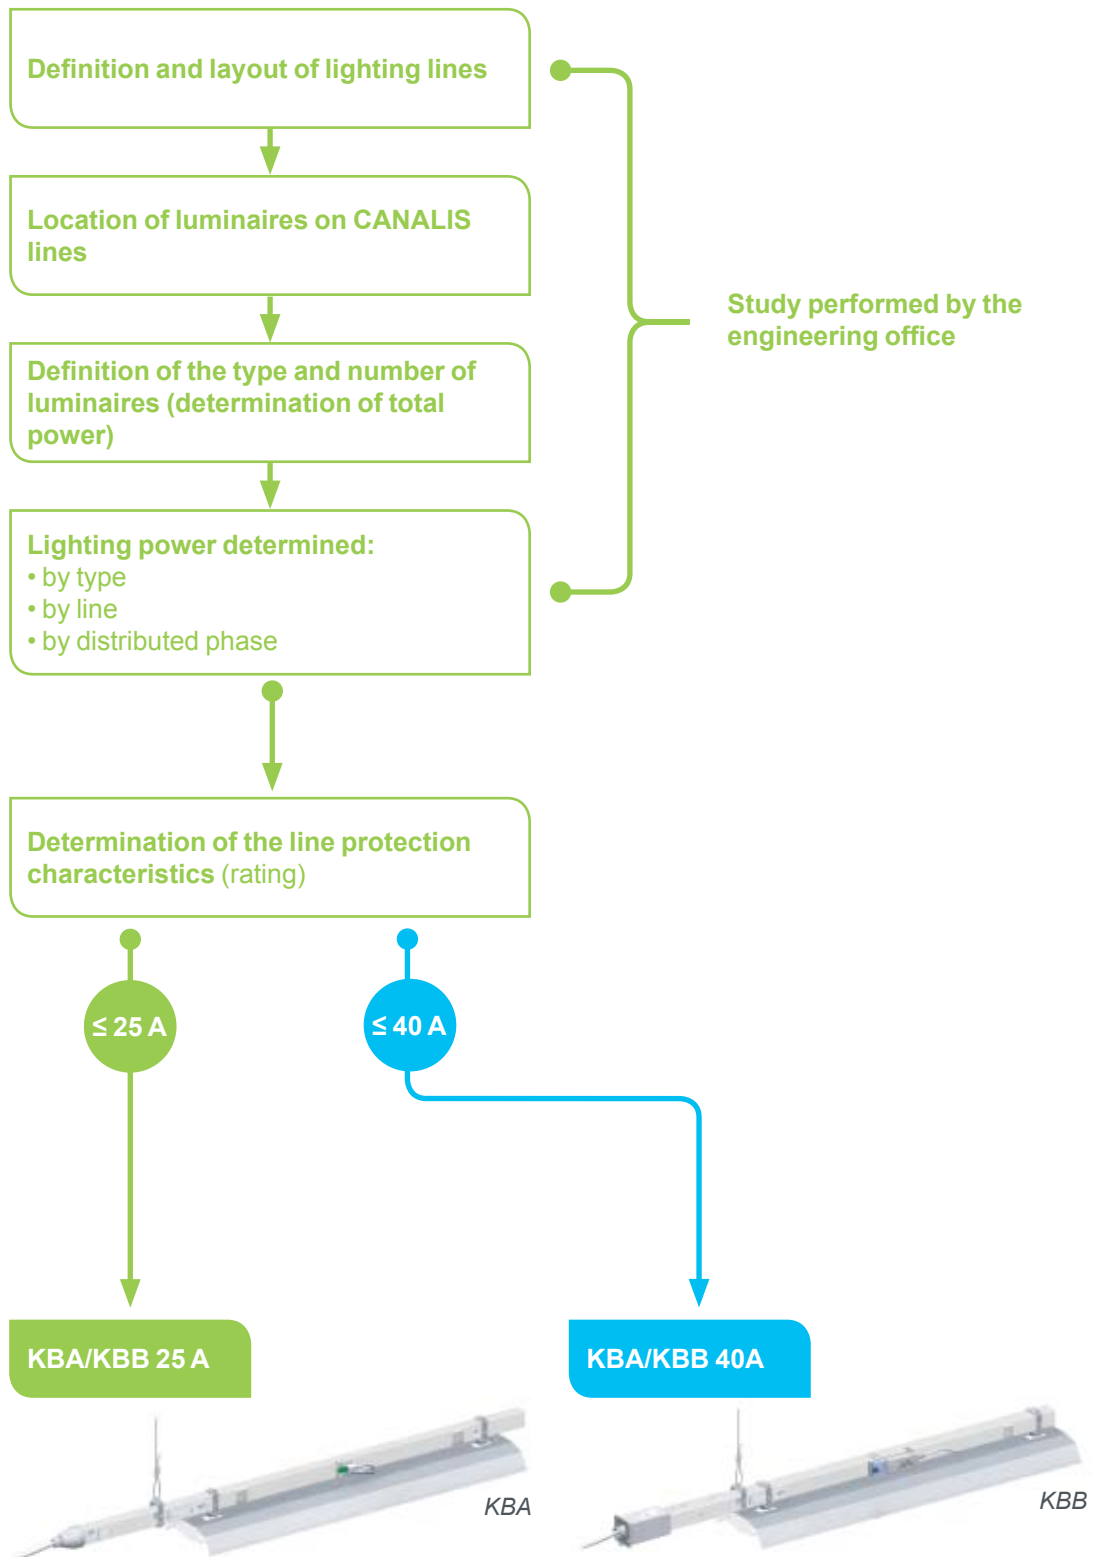 Definition and layout of lighting lines
Location of luminaires on CANALIS
lines
Definition of the type and number of
luminaires (determination of total
power)
Lighting power determined:
• by type
• by line
• by distributed phase
Study performed by the
engineering office
Determination of the line protection
characteristics (rating)
≤ 25 A
≤ 40 A
KBA/KBB 25 A
KBA/KBB 40A
KBA
KBB